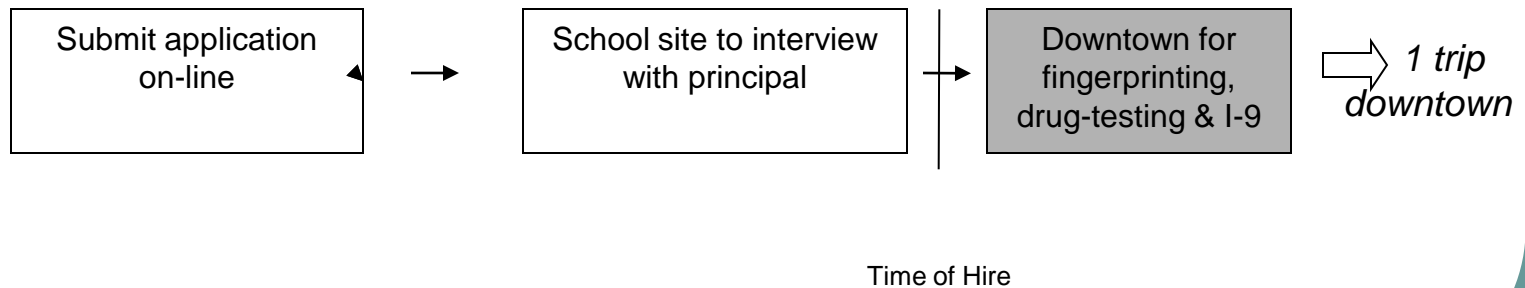 Submit application
on-line
School site to interview
with principal
Downtown for
fingerprinting,
drug-testing & I-9
1 trip
downtown
Time of Hire